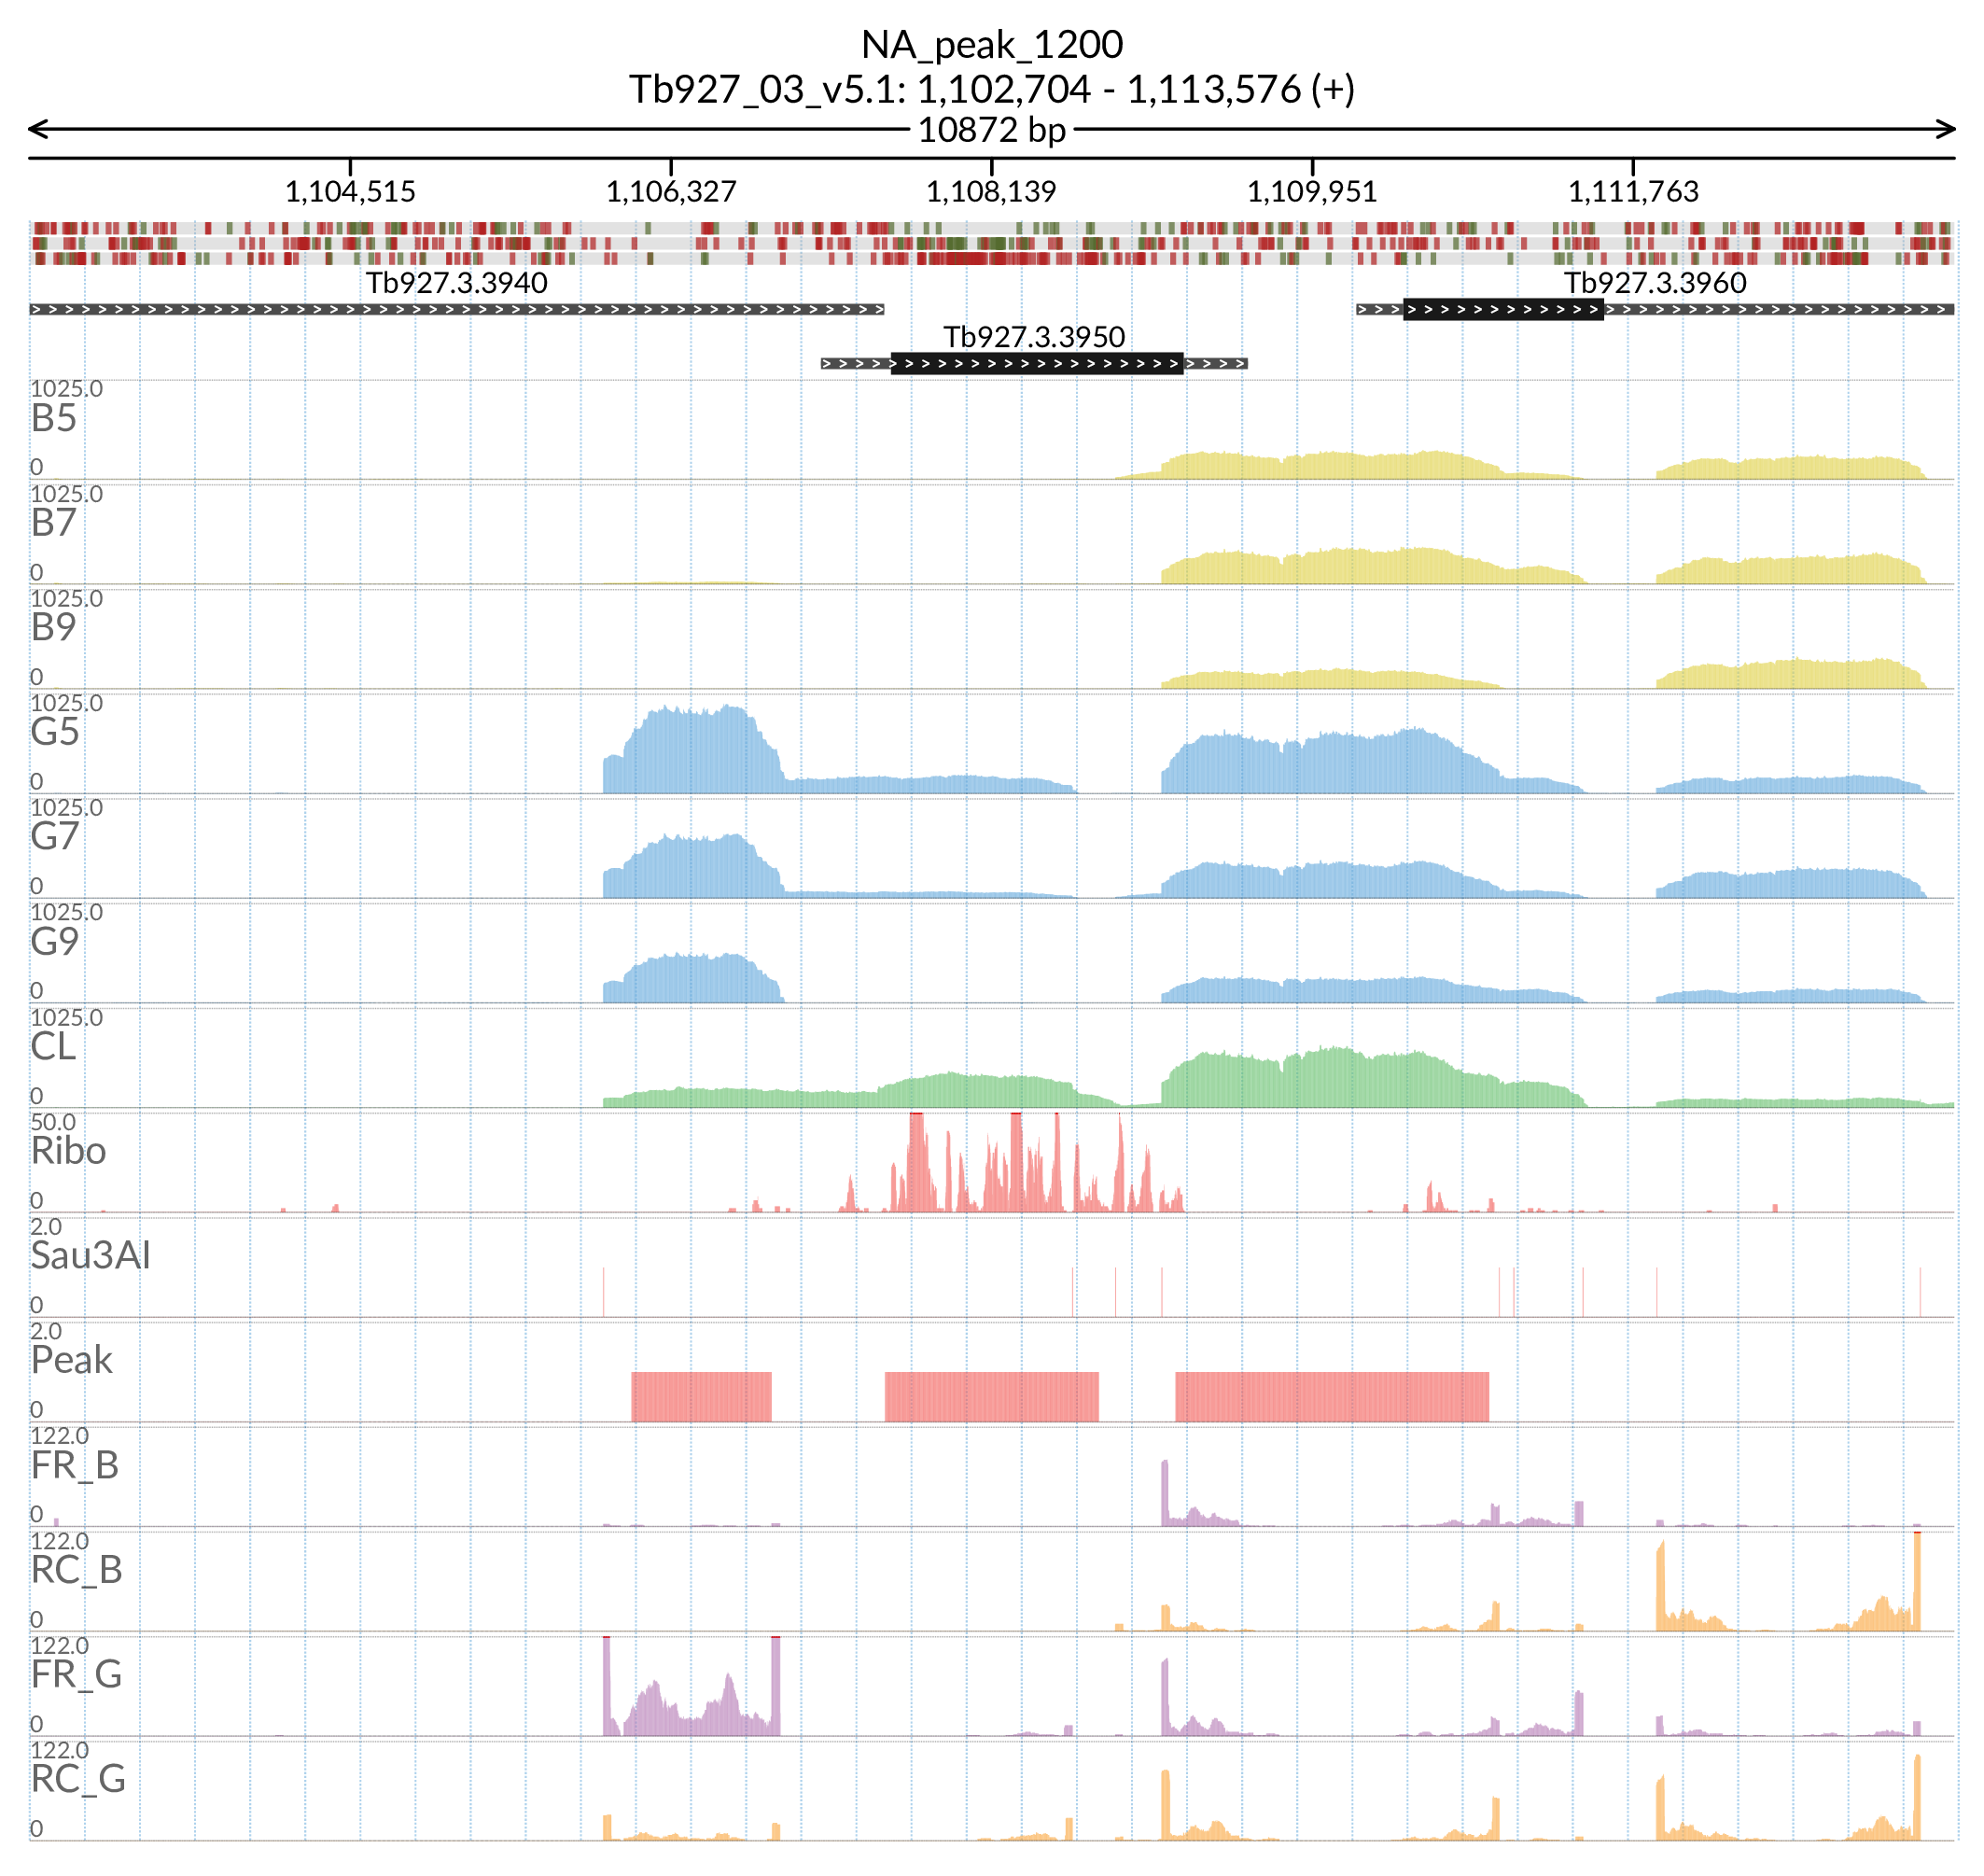 NA_peak_1200
Tb927_03_v5.1: 1,102,704 - 1,113,576 (+)
10872 bp
1,104,515 1,106,327 1,108,139 1,109,951 1,111,763
Tb927.3.3940 Tb927.3.3960
Tb927.3.3950
1025.0
B5
0
1025.0
B7
0
1025.0
B9
0
1025.0
G5
0
1025.0
G7
0
1025.0
G9
0
1025.0
CL
0
50.0
Ribo
0
2.0
Sau3AI
0
2.0
Peak
0
122.0
FR_B
0
122.0
RC_B
0
122.0
FR_G
0
122.0
RC_G
0